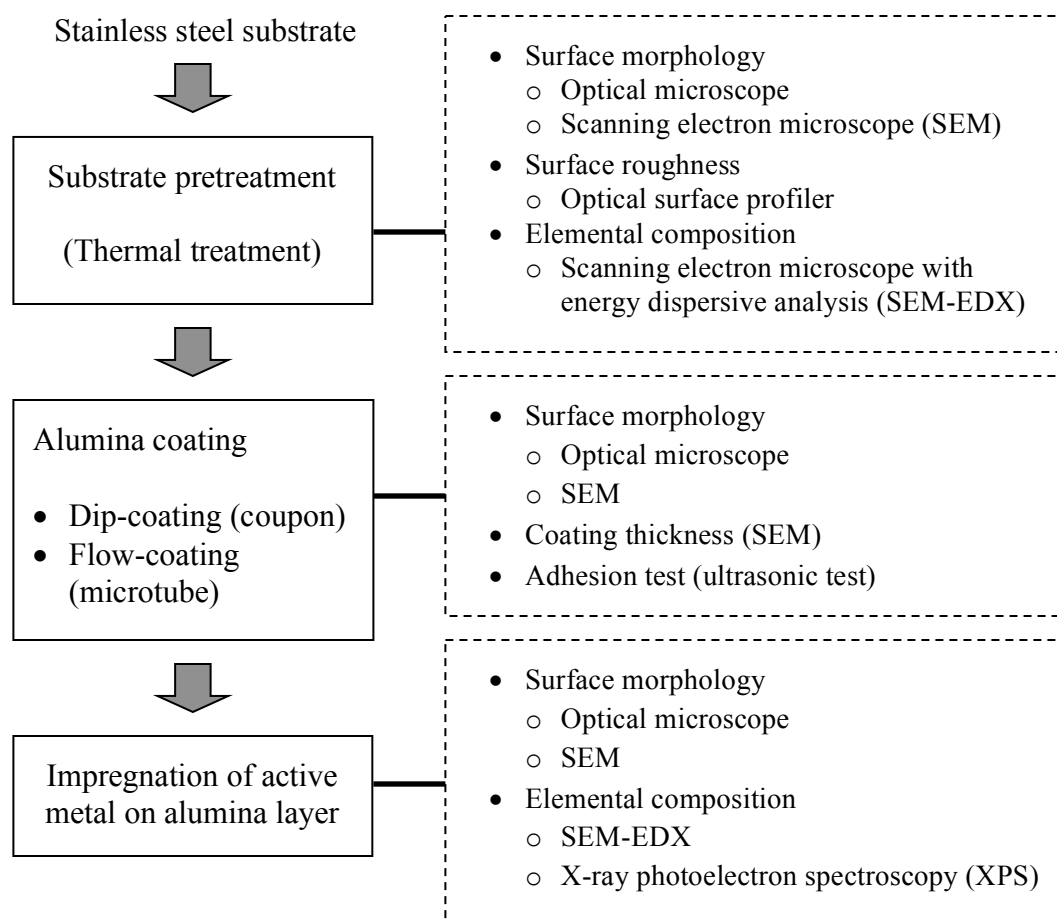 Stainless steel substrate
Substrate pretreatment
(Thermal treatment)
• Surface morphology
o Optical microscope
o Scanning electron microscope (SEM)
• Surface roughness
o Optical surface profiler
• Elemental composition
o Scanning electron microscope with
energy dispersive analysis (SEM-EDX)
Alumina coating
• Dip-coating (coupon)
• Flow-coating
(microtube)
• Surface morphology
o Optical microscope
o SEM
• Coating thickness (SEM)
• Adhesion test (ultrasonic test)
Impregnation of active
metal on alumina layer
• Surface morphology
o Optical microscope
o SEM
• Elemental composition
o SEM-EDX
o X-ray photoelectron spectroscopy (XPS)